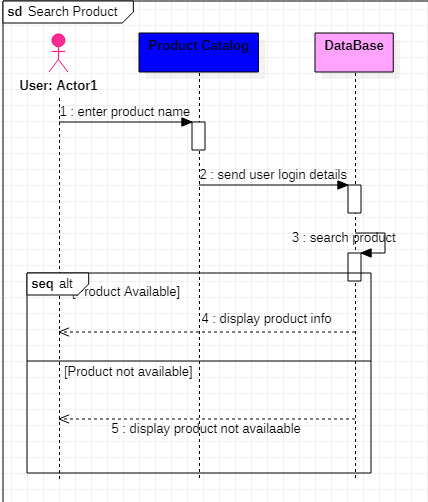 sd Search Product
Product Catalog
DataBase
User: Actor1
1 : enter product name
2 : send user login details
3 : search product
seq alt
[Product Available]
4 : display product info
[Product not available]
5 : display product not availaable